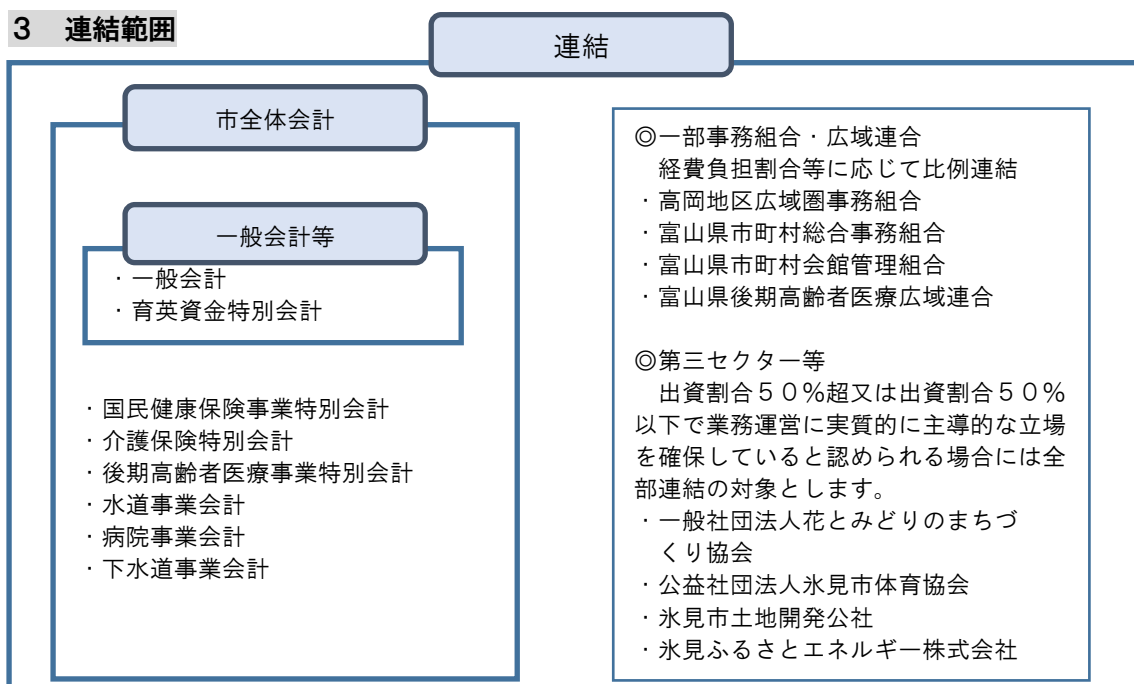 ３ 連結範囲
連結
市全体会計
一般会計等
・一般会計
・育英資金特別会計
・国民健康保険事業特別会計
・介護保険特別会計
・後期高齢者医療事業特別会計
・水道事業会計
・病院事業会計
・下水道事業会計
◎一部事務組合・広域連合
経費負担割合等に応じて比例連結
・高岡地区広域圏事務組合
・富山県市町村総合事務組合
・富山県市町村会館管理組合
・富山県後期高齢者医療広域連合
◎第三セクター等
出資割合５０％超又は出資割合５０％
以下で業務運営に実質的に主導的な立場
を確保していると認められる場合には全
部連結の対象とします。
・一般社団法人花とみどりのまちづ
くり協会
・公益社団法人氷見市体育協会
・氷見市土地開発公社
・氷見ふるさとエネルギー株式会社